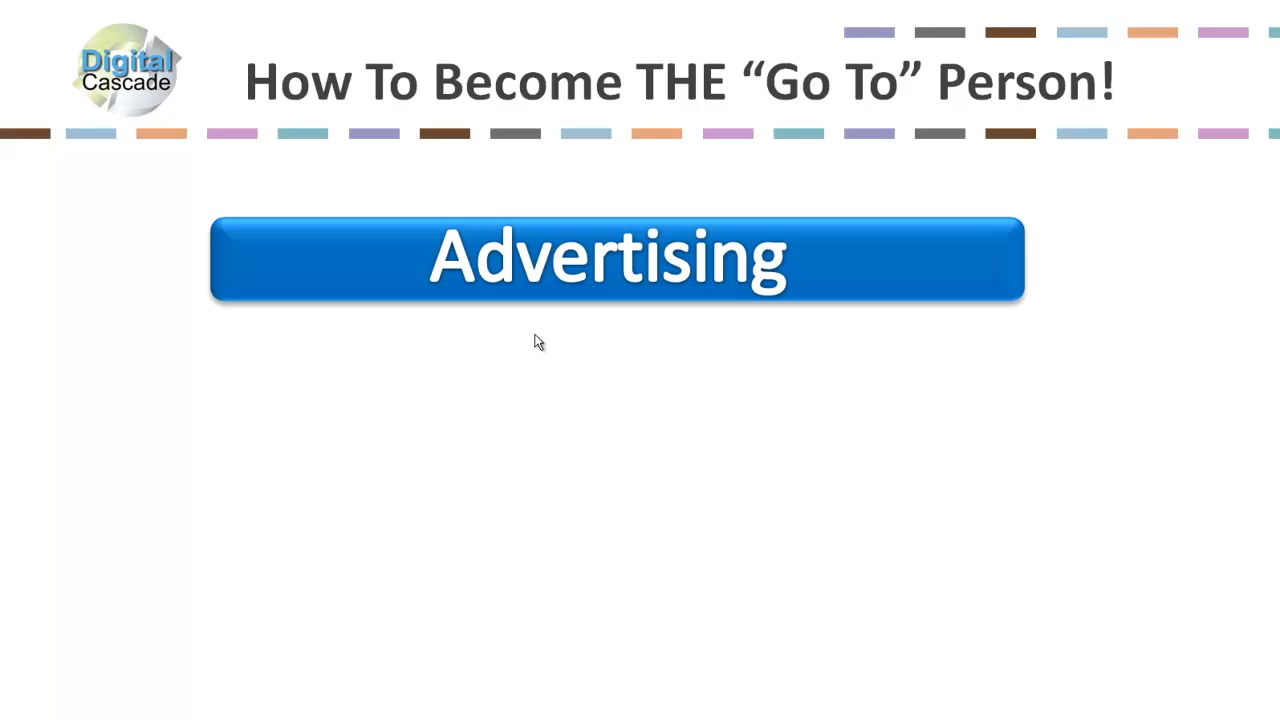 Digital
Cascade
How To Become THE “Go To” Person!
Advertising